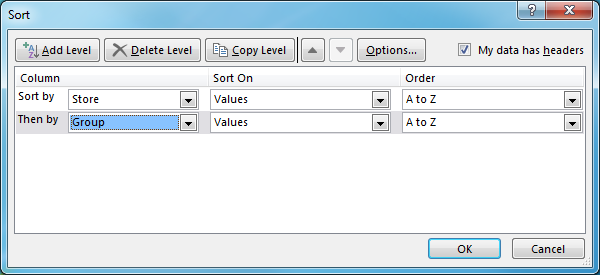 Sort
Add Level Delete Level Copy Level Options... My data has headers
Column Sort On Order
Sort by Store Values A to Z
Then by Group Values A to Z
OK Cancel